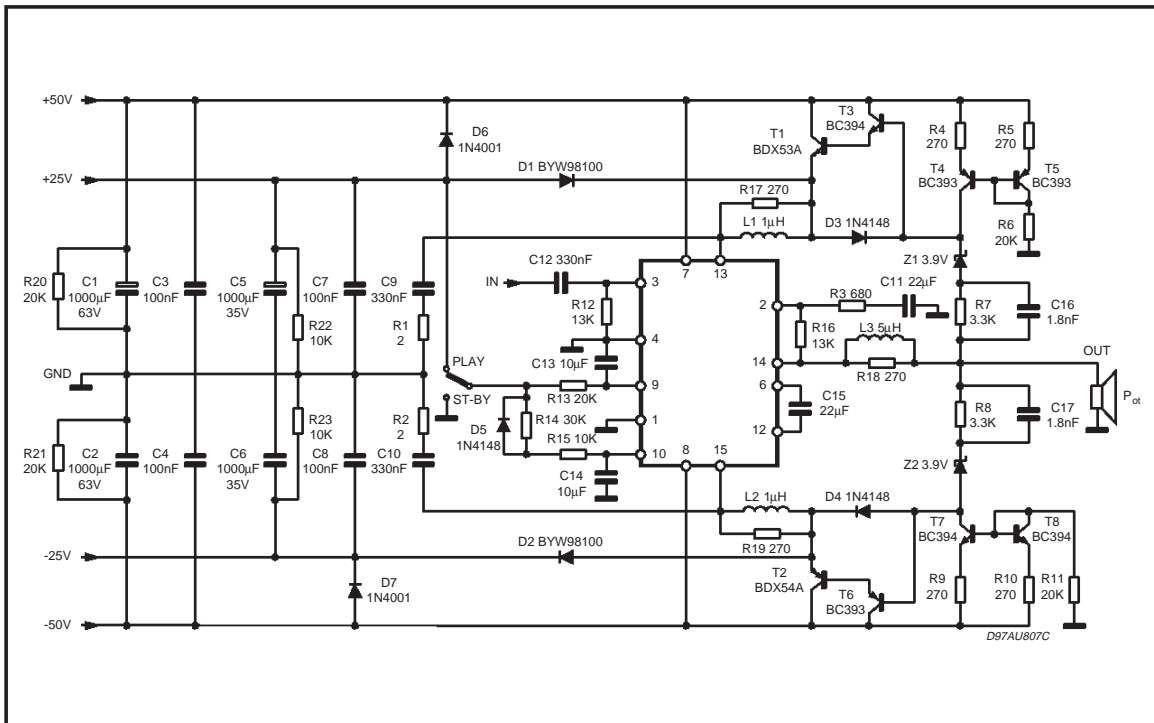 +50V
+25V
GND
-25V
-50V
R20
20K
C1
1000µF
63V
C3
100nF
C5
1000µF
35V
C7
100nF
C9
330nF
R22
10K
R1
2
R21
20K
C2
1000µF
63V
C4
100nF
R23
10K
C6
1000µF
35V
C8
100nF
R2
2
C10
330nF
D6
1N4001
D1 BYW98100
D7
1N4001
D2 BYW98100
PLAY
ST-BY
IN
C12 330nF
R12
13K
C13 10µF
R13 20K
R14 30K
D5
1N4148
R15 10K
C14
10µF
3
4
9
1
10
7
13
8
15
2
14
6
12
R17 270
L1 1µH
D3 1N4148
T1
BDX53A
T3
BC394
R4
270
R5
270
T4
BC393
T5
BC393
R6
20K
Z1 3.9V
R3 680
C11 22µF
R16
13K
L3 5µH
R18 270
C15
22µF
R7
3.3K
C16
1.8nF
OUT
Pot
R8
3.3K
C17
1.8nF
Z2 3.9V
L2 1µH
D4 1N4148
R19 270
T2
BDX54A
T6
BC393
T7
BC394
T8
BC394
R9
270
R10
270
R11
20K
D97AU807C